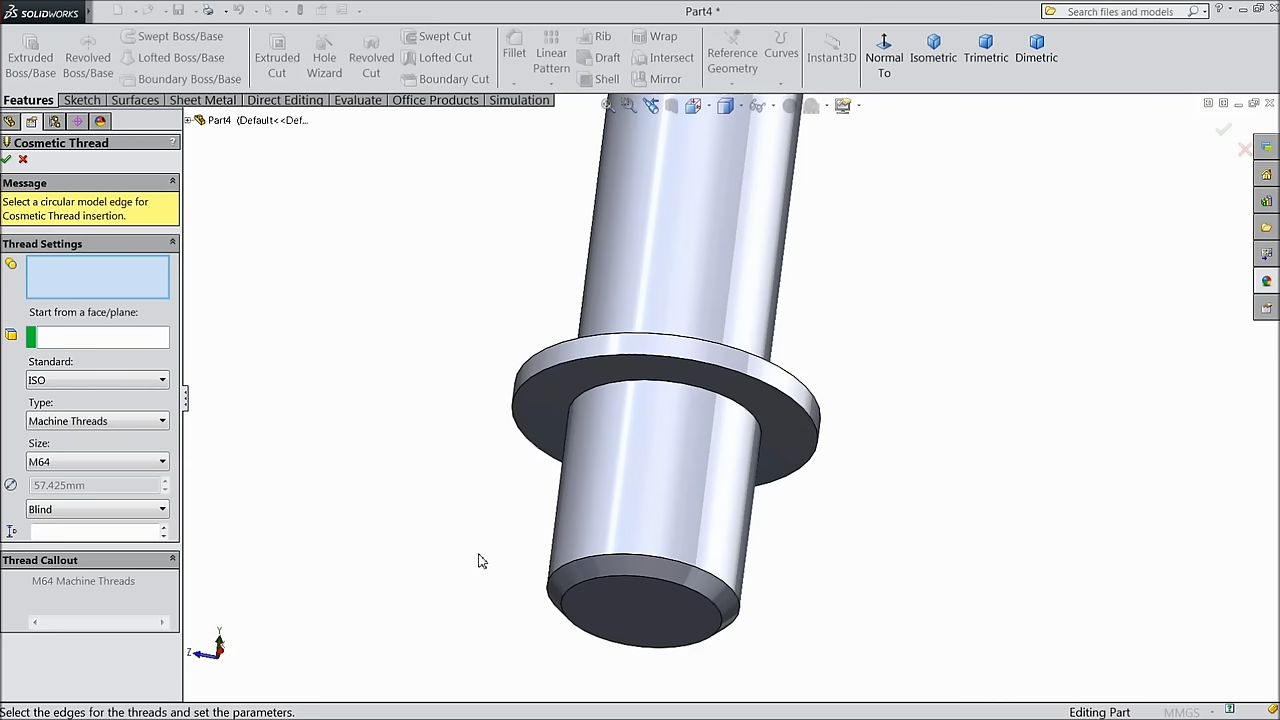 SOLIDWORKS
Part4 *
Search files and models
Extruded Boss/Base
Revolved Boss/Base
Swept Boss/Base
Lofted Boss/Base
Boundary Boss/Base
Extruded Cut
Hole Wizard
Revolved Cut
Swept Cut
Lofted Cut
Boundary Cut
Fillet
Linear Pattern
Rib
Draft
Shell
Wrap
Intersect
Mirror
Reference Geometry
Curves
Instant3D
Normal To
Isometric
Trimetric
Dimetric
Features
Sketch
Surfaces
Sheet Metal
Direct Editing
Evaluate
Office Products
Simulation
Part4 (Default<<Def...
Cosmetic Thread
?
Message
Select a circular model edge for
Cosmetic Thread insertion.
Thread Settings
Start from a face/plane:
Standard:
ISO
Type:
Machine Threads
Size:
M64
57.425mm
Blind
Thread Callout
M64 Machine Threads
Y
Z
Select the edges for the threads and set the parameters.
Editing Part
MMGS